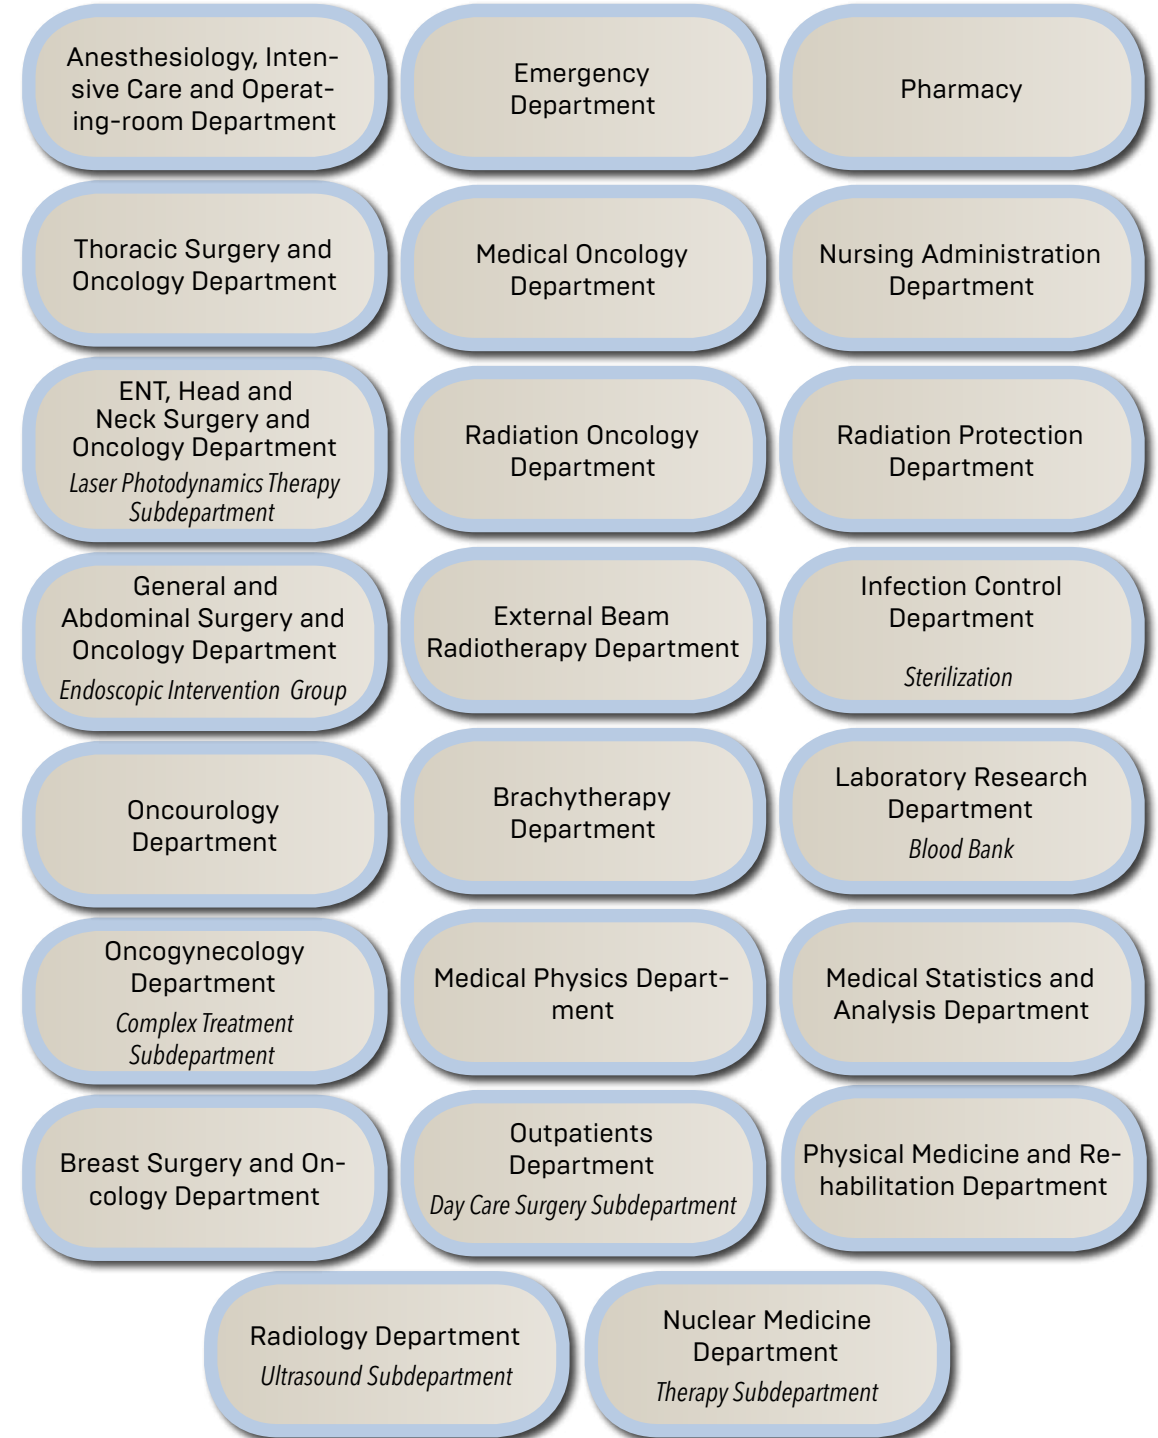 Anesthesiology, Inten-
sive Care and Operat-
ing-room Department
Emergency
Department
Pharmacy
Thoracic Surgery and
Oncology Department
Medical Oncology
Department
Nursing Administration
Department
ENT, Head and
Neck Surgery and
Oncology Department
Laser Photodynamics Therapy
Subdepartment
Radiation Oncology
Department
Radiation Protection
Department
General and
Abdominal Surgery and
Oncology Department
Endoscopic Intervention Group
External Beam
Radiotherapy Department
Infection Control
Department
Sterilization
Oncourology
Department
Brachytherapy
Department
Laboratory Research
Department
Blood Bank
Oncogynecology
Department
Complex Treatment
Subdepartment
Medical Physics Depart-
ment
Medical Statistics and
Analysis Department
Breast Surgery and On-
cology Department
Outpatients
Department
Day Care Surgery Subdepartment
Physical Medicine and Re-
habilitation Department
Radiology Department
Ultrasound Subdepartment
Nuclear Medicine
Department
Therapy Subdepartment